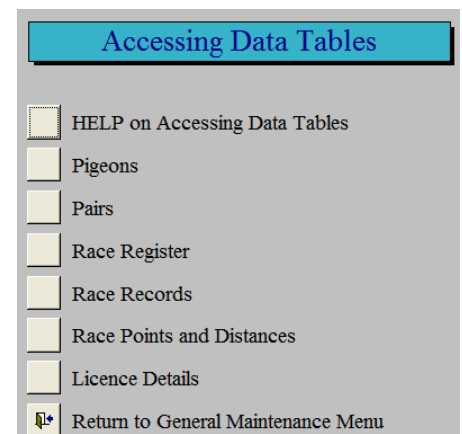 Accessing Data Tables
HELP on Accessing Data Tables
Pigeons
Pairs
Race Register
Race Records
Race Points and Distances
Licence Details
Return to General Maintenance Menu